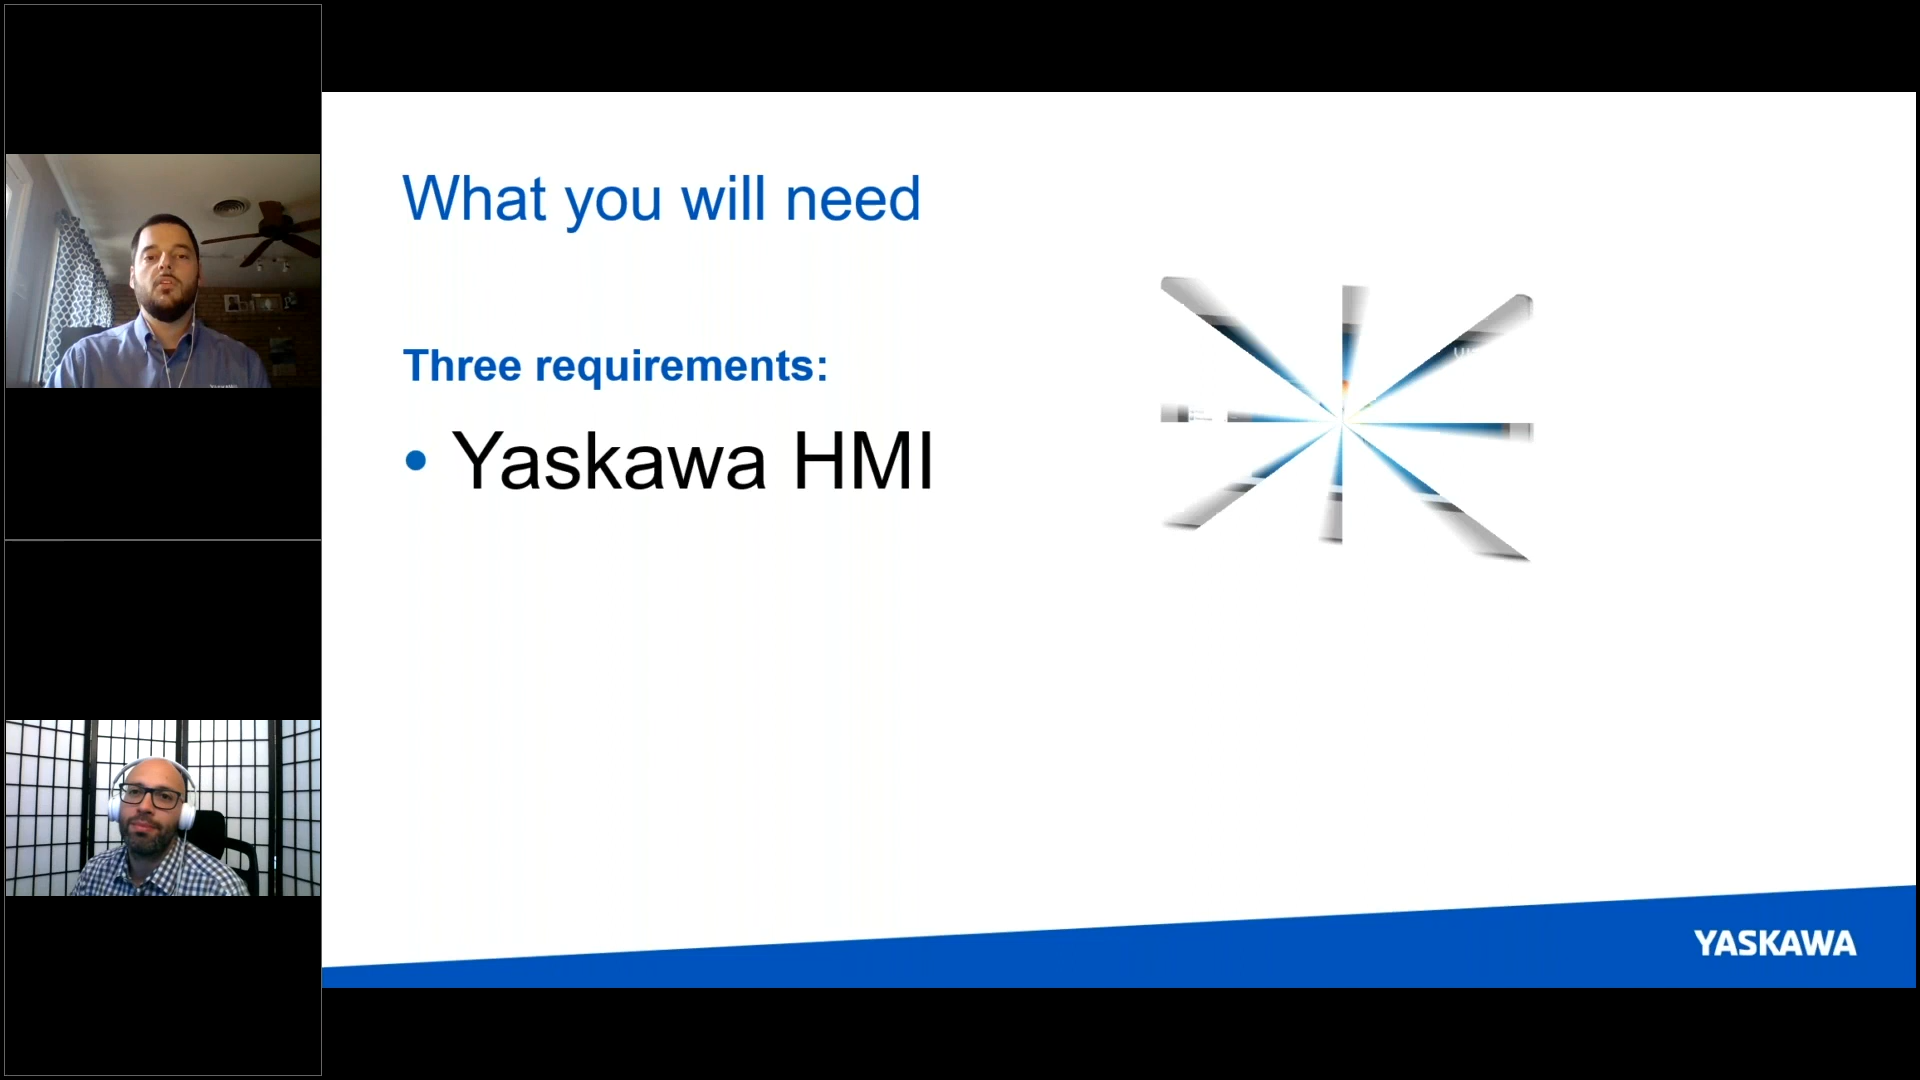 What you will need
Three requirements:
• Yaskawa HMI
YASKAWA